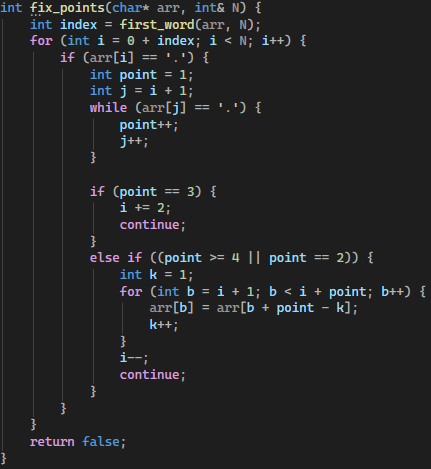 int fix_points(char* arr, int& N) {
    int index = first_word(arr, N);
    for (int i = 0 + index; i < N; i++) {
        if (arr[i] == '.') {
            int point = 1;
            int j = i + 1;
            while (arr[j] == '.') {
                point++;
                j++;
            }

            if (point == 3) {
                i += 2;
                continue;
            }
            else if ((point >= 4 || point == 2)) {
                int k = 1;
                for (int b = i + 1; b < i + point; b++) {
                    arr[b] = arr[b + point - k];
                    k++;
                }
                i--;
                continue;
            }
        }
    }
    return false;
}